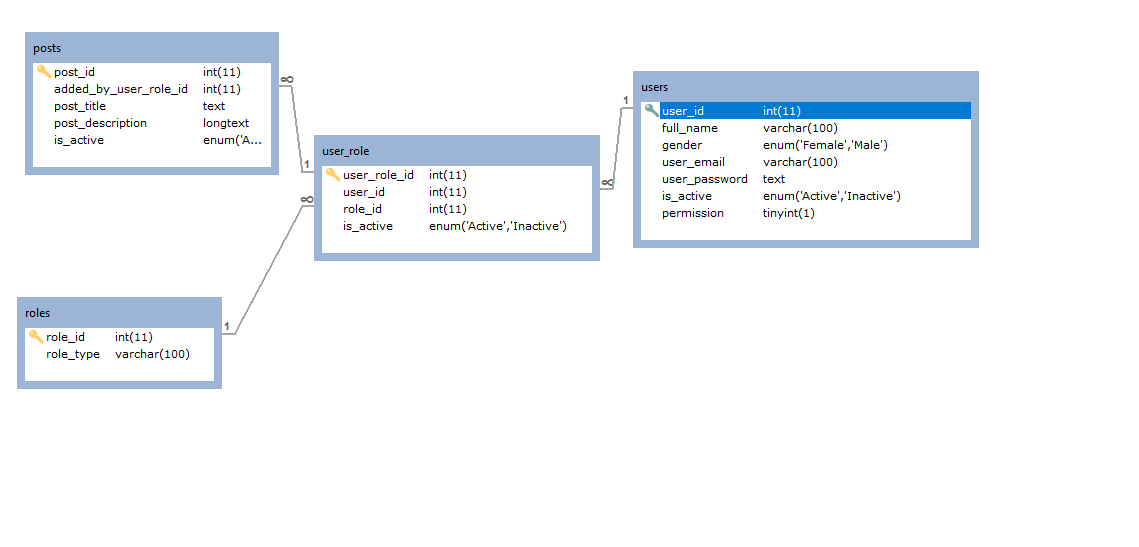 posts
post_id int(11)
added_by_user_role_id int(11)
post_title text
post_description longtext
is_active enum('A...
∞
1
user_role
user_role_id int(11)
user_id int(11)
role_id int(11)
is_active enum('Active','Inactive')
∞
1
users
user_id int(11)
full_name varchar(100)
gender enum('Female','Male')
user_email varchar(100)
user_password text
is_active enum('Active','Inactive')
permission tinyint(1)
∞
1
roles
role_id int(11)
role_type varchar(100)